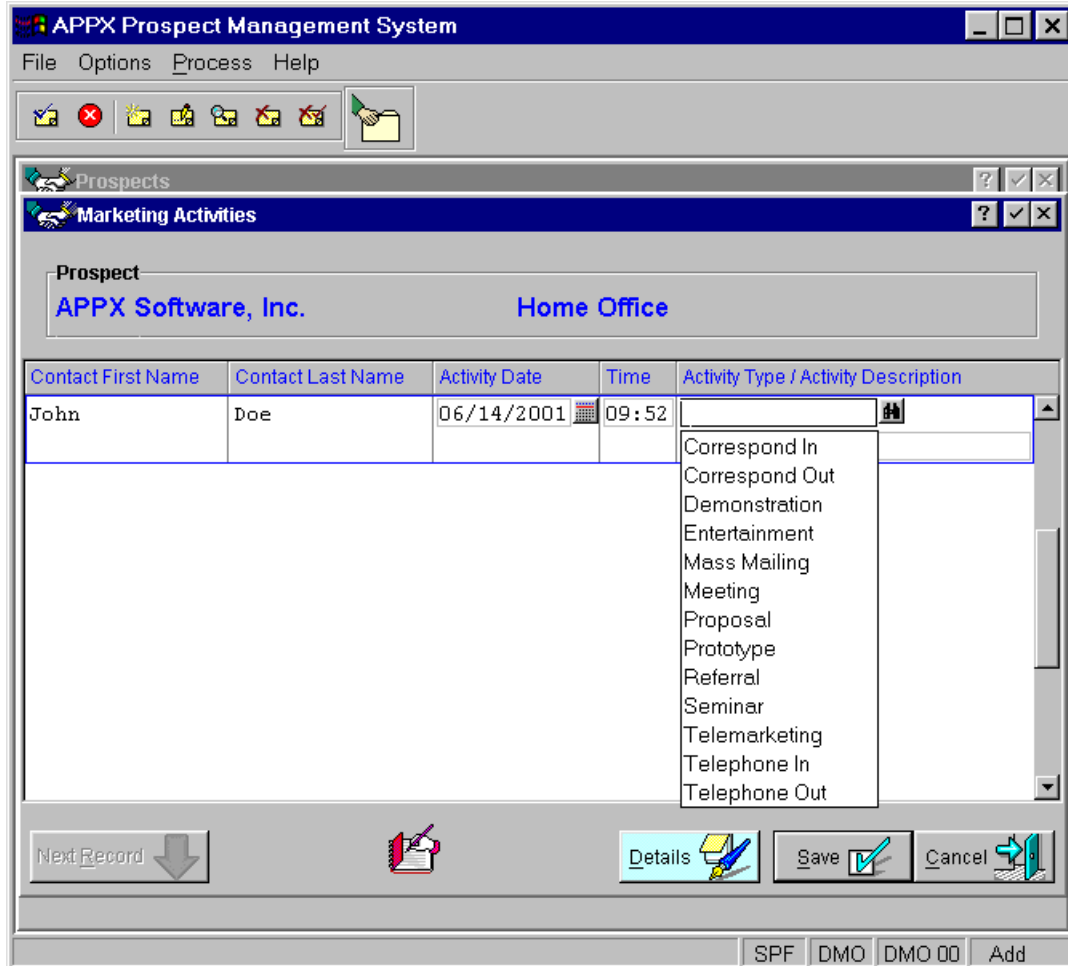 APPX Prospect Management System
File Options Process Help
Prospects
Marketing Activities
Prospect
APPX Software, Inc. Home Office
Contact First Name Contact Last Name Activity Date Time Activity Type / Activity Description
John Doe 06/14/2001 09:52
Correspond In
Correspond Out
Demonstration
Entertainment
Mass Mailing
Meeting
Proposal
Prototype
Referral
Seminar
Telemarketing
Telephone In
Telephone Out
Next Record Details Save Cancel
SPF DMO DMO 00 Add